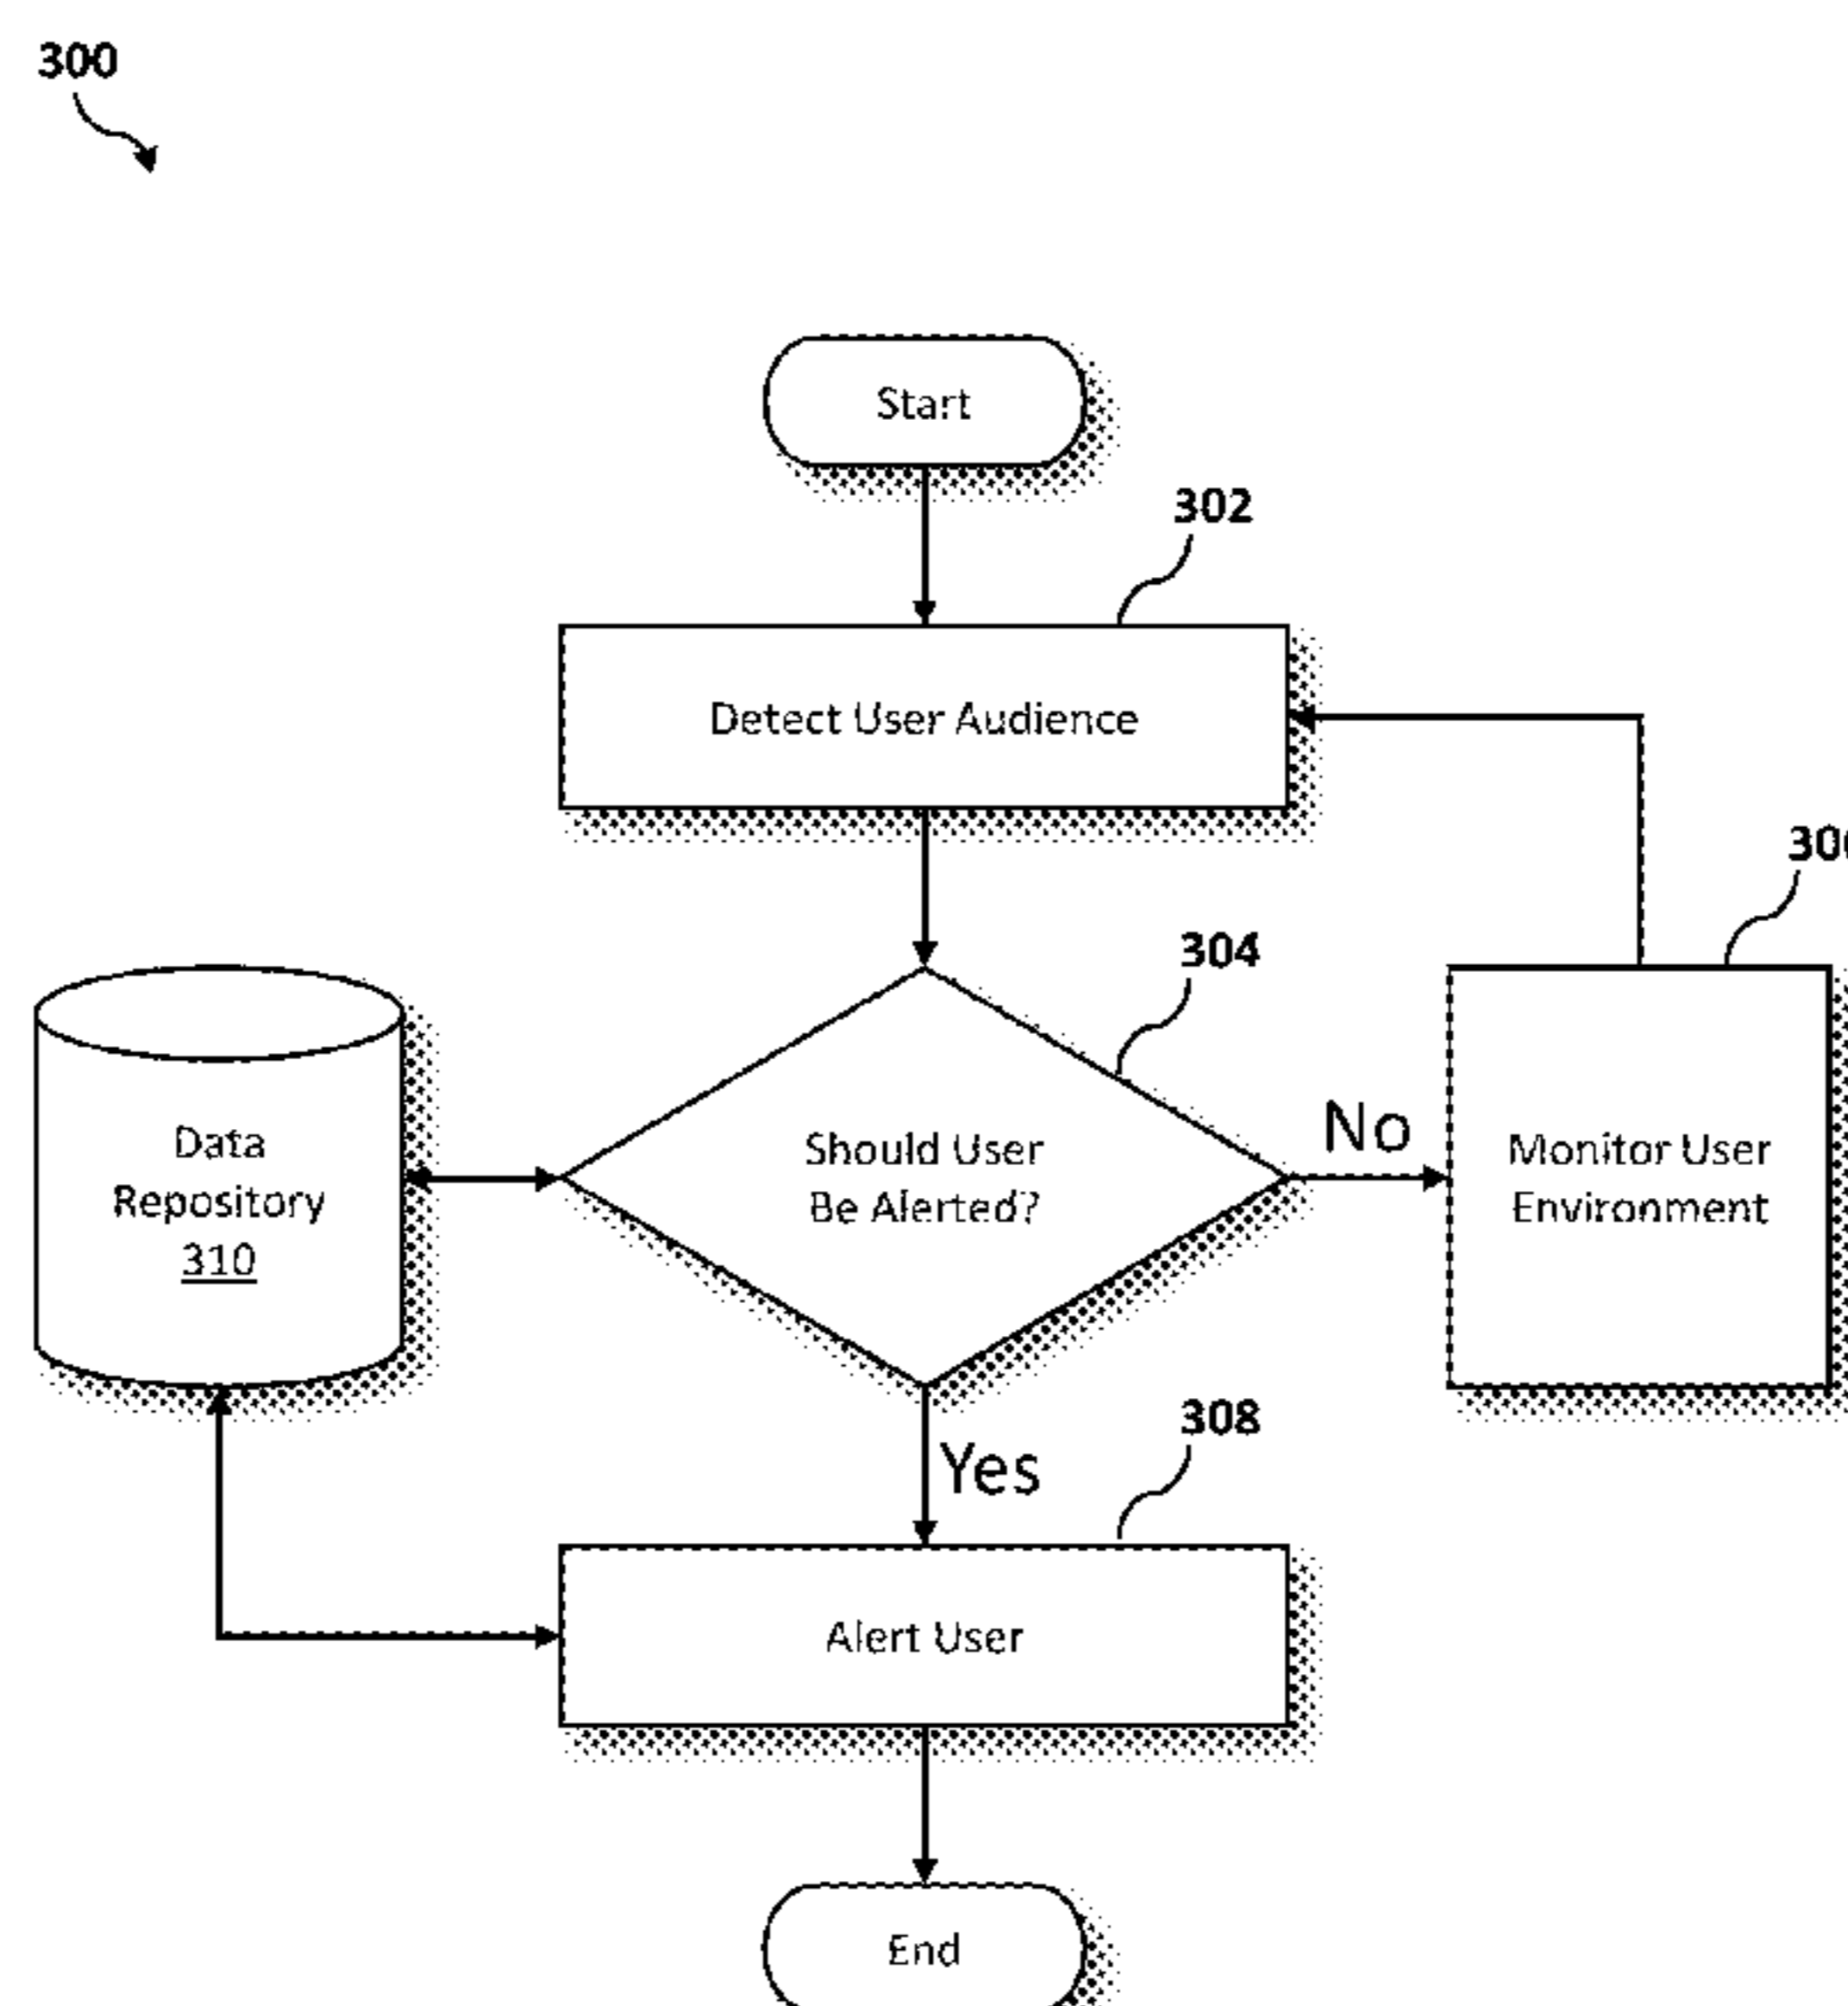 300
Start
302
Detect User Audience
304
Data
Repository
310
Should User
Be Alerted?
No
Monitor User
Environment
308
Yes
Alert User
End